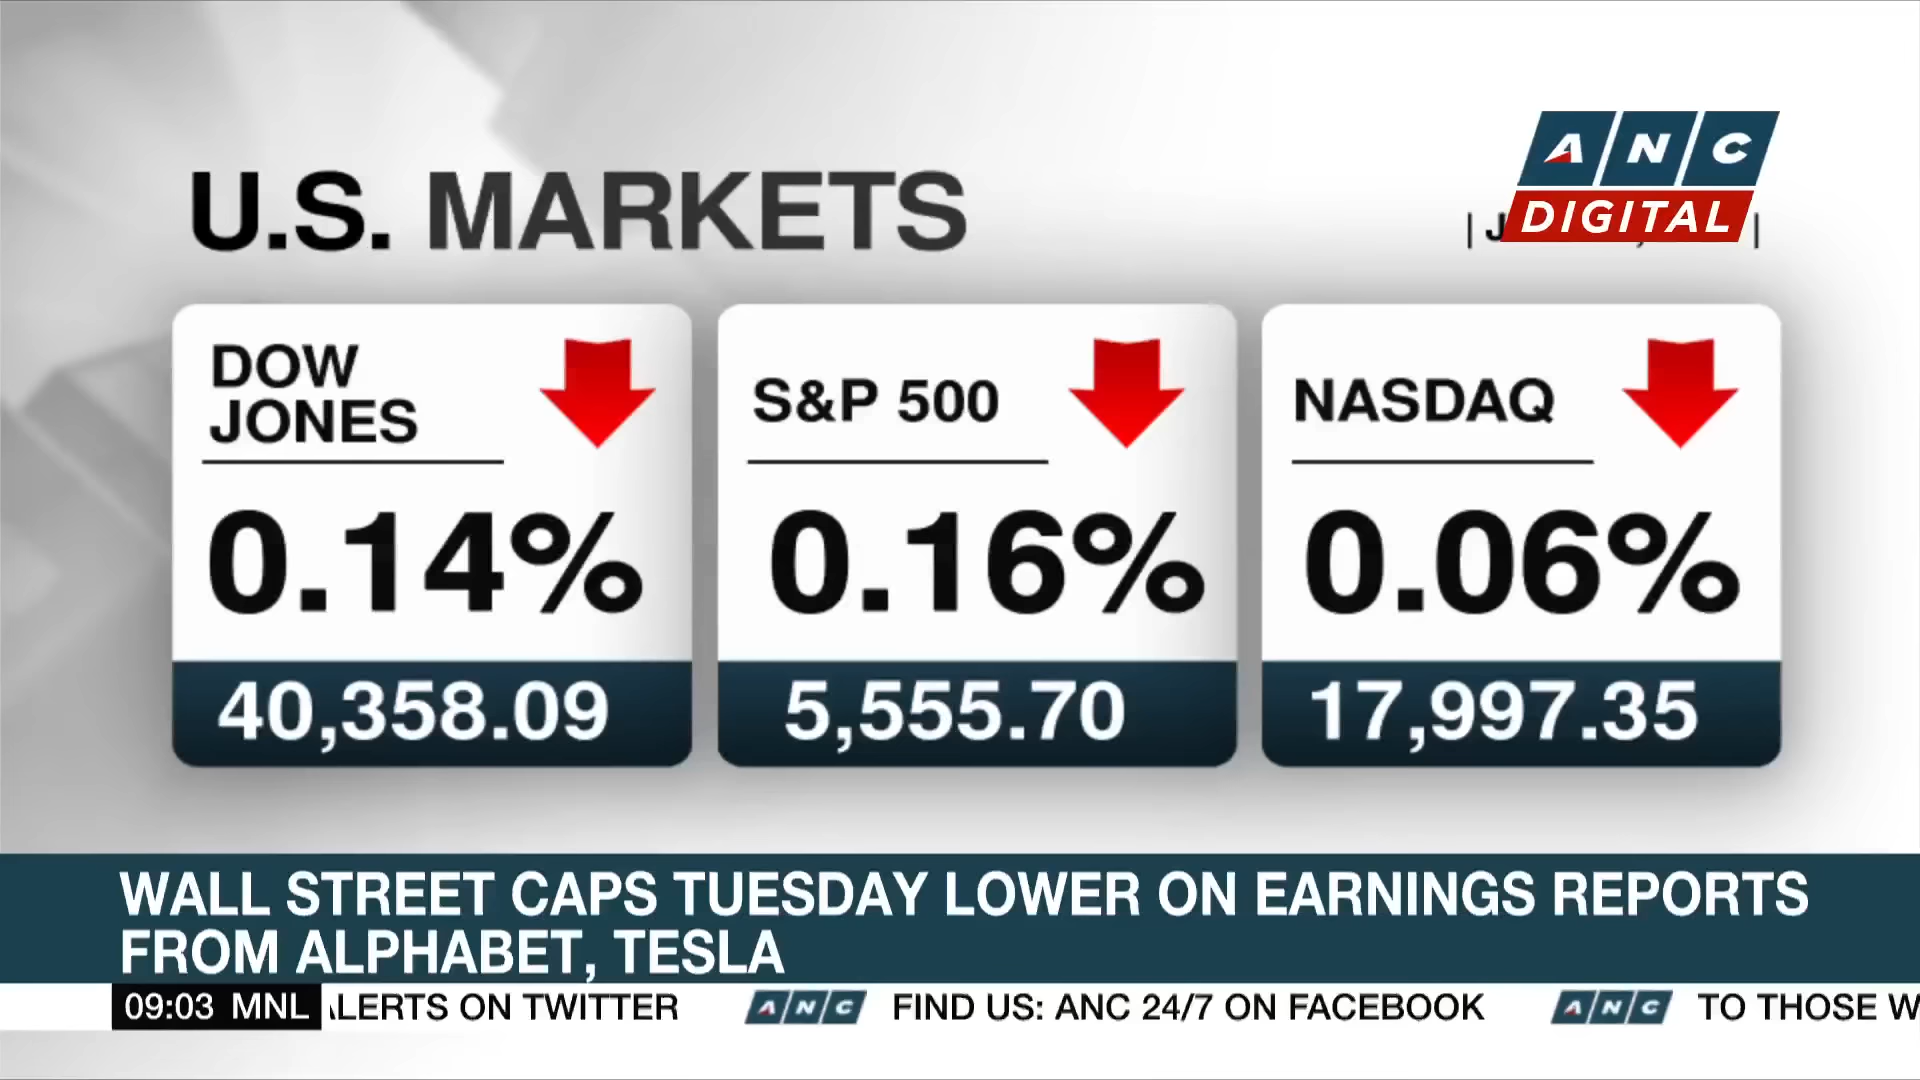 ANC
DIGITAL
U.S. MARKETS
DOW
JONES
0.14%
40,358.09
S&P 500
0.16%
5,555.70
NASDAQ
0.06%
17,997.35
WALL STREET CAPS TUESDAY LOWER ON EARNINGS REPORTS
FROM ALPHABET, TESLA
09:03 MNL LERTS ON TWITTER ANC FIND US: ANC 24/7 ON FACEBOOK ANC TO THOSE W